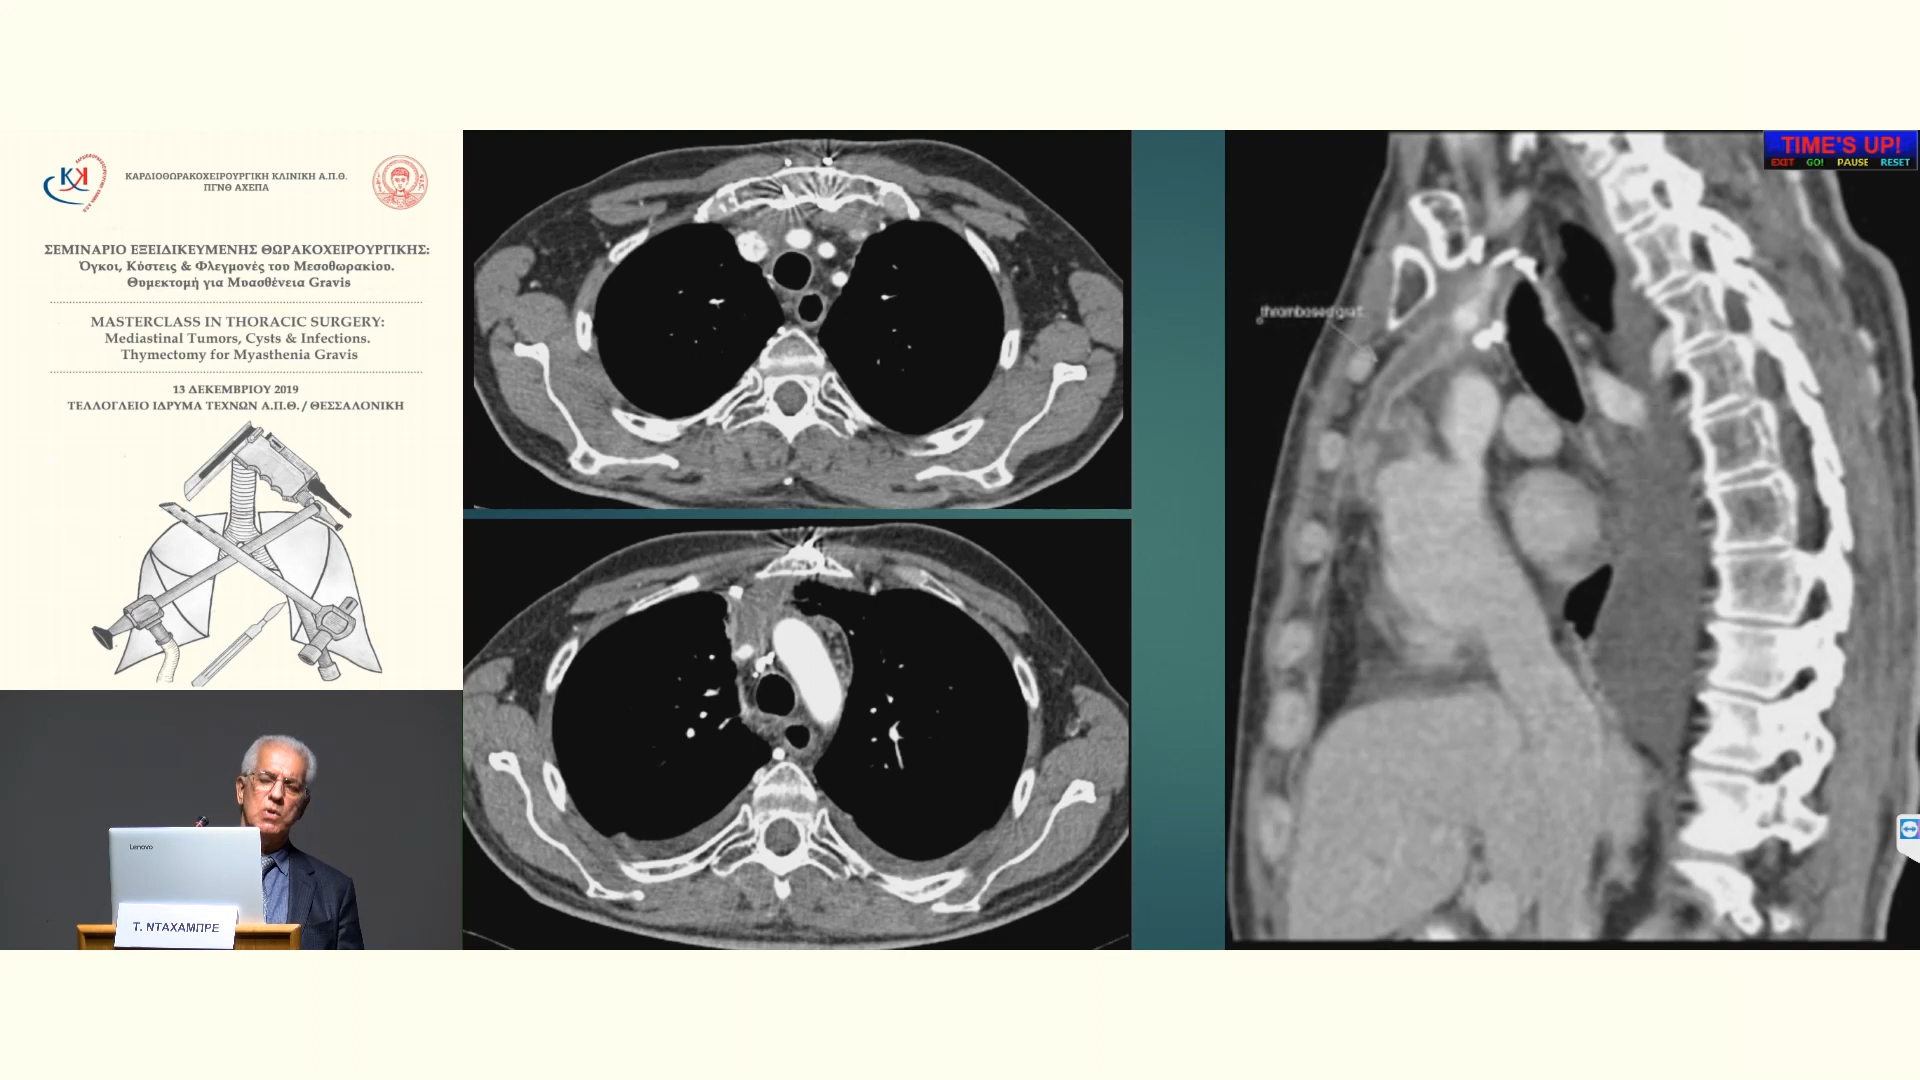 ΚΚ
ΚΑΡΔΙΟΘΩΡΑΚΟΧΕΙΡΟΥΡΓΙΚΗ ΚΛΙΝΙΚΗ Α.Π.Θ.
ΠΓΝΘ ΑΧΕΠΑ
ΣΕΜΙΝΑΡΙΟ ΕΞΕΙΔΙΚΕΥΜΕΝΗΣ ΘΩΡΑΚΟΧΕΙΡΟΥΡΓΙΚΗΣ:
Όγκοι, Κύστεις & Φλεγμονές του Μεσοθωρακίου.
Θυμεκτομή για Μυασθένεια Gravis
MASTERCLASS IN THORACIC SURGERY:
Mediastinal Tumors, Cysts & Infections.
Thymectomy for Myasthenia Gravis
13 ΔΕΚΕΜΒΡΙΟΥ 2019
ΤΕΛΛΟΓΛΕΙΟ ΙΔΡΥΜΑ ΤΕΧΝΩΝ Α.Π.Θ. / ΘΕΣΣΑΛΟΝΙΚΗ
Lenovo
Τ. ΝΤΑΧΑΜΠΡΕ
thrombosed graft
TIME'S UP!
EXIT GO! PAUSE RESET